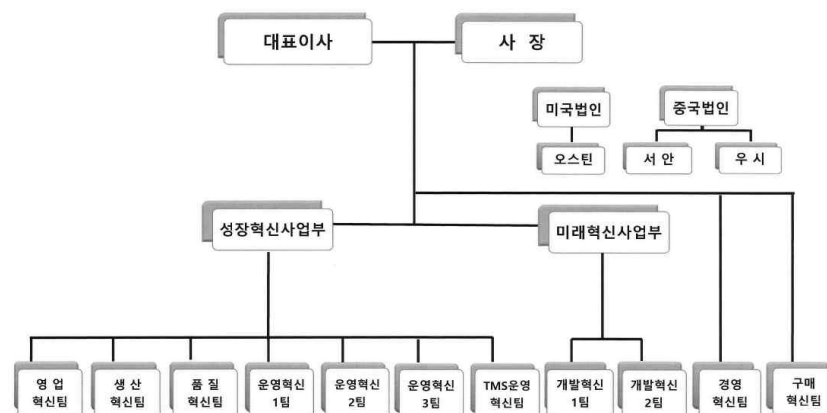 대표이사
사 장
미국법인
중국법인
오스틴
서 안
우 시
성장혁신사업부
미래혁신사업부
영 업
혁신팀
생 산
혁신팀
품 질
혁신팀
운영혁신
1팀
운영혁신
2팀
운영혁신
3팀
TMS운영
혁신팀
개발혁신
1팀
개발혁신
2팀
경영
혁신팀
구매
혁신팀